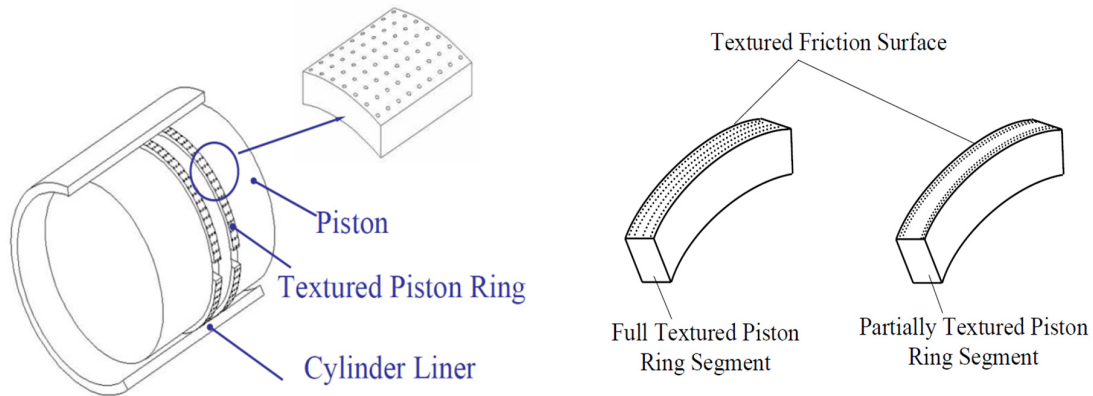 Piston
Textured Piston Ring
Cylinder Liner
Textured Friction Surface
Full Textured Piston
Ring Segment
Partially Textured Piston
Ring Segment